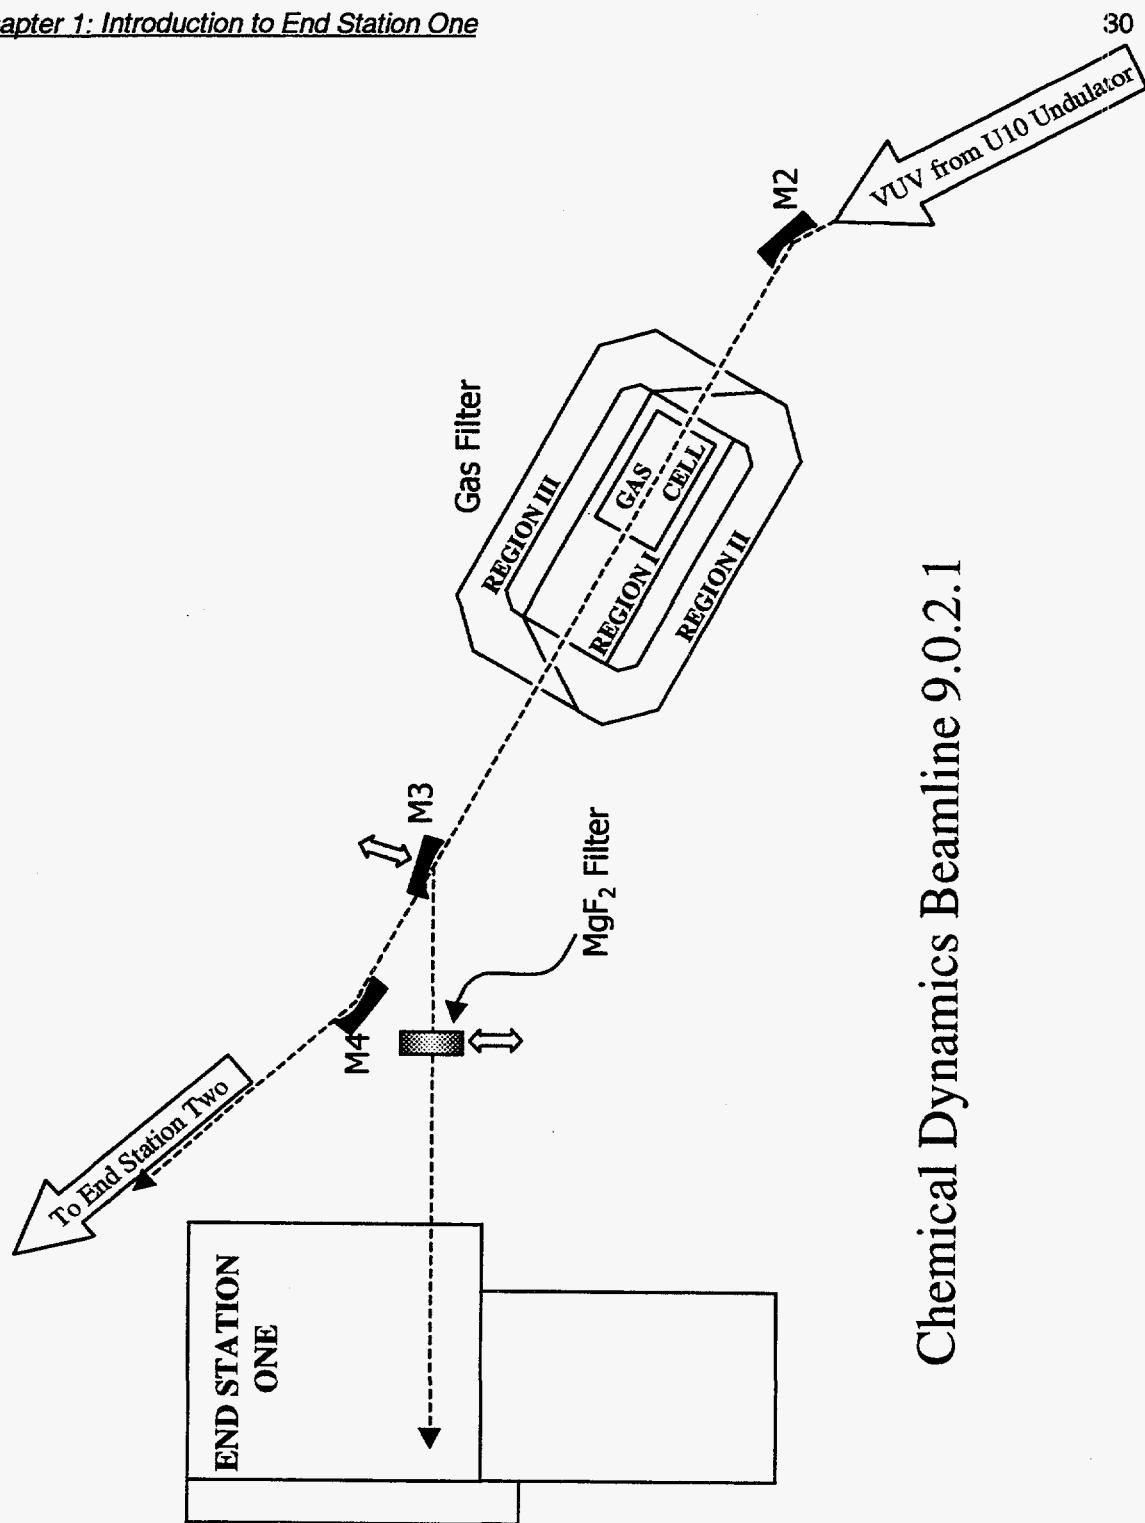 apter 1: Introduction to End Station One
30
VUV from U10 Undulator
M2
Gas Filter
REGION III
GAS
CELL
REGION I
REGION II
M3
MgF₂ Filter
M4
To End Station Two
END STATION
ONE
Chemical Dynamics Beamline 9.0.2.1